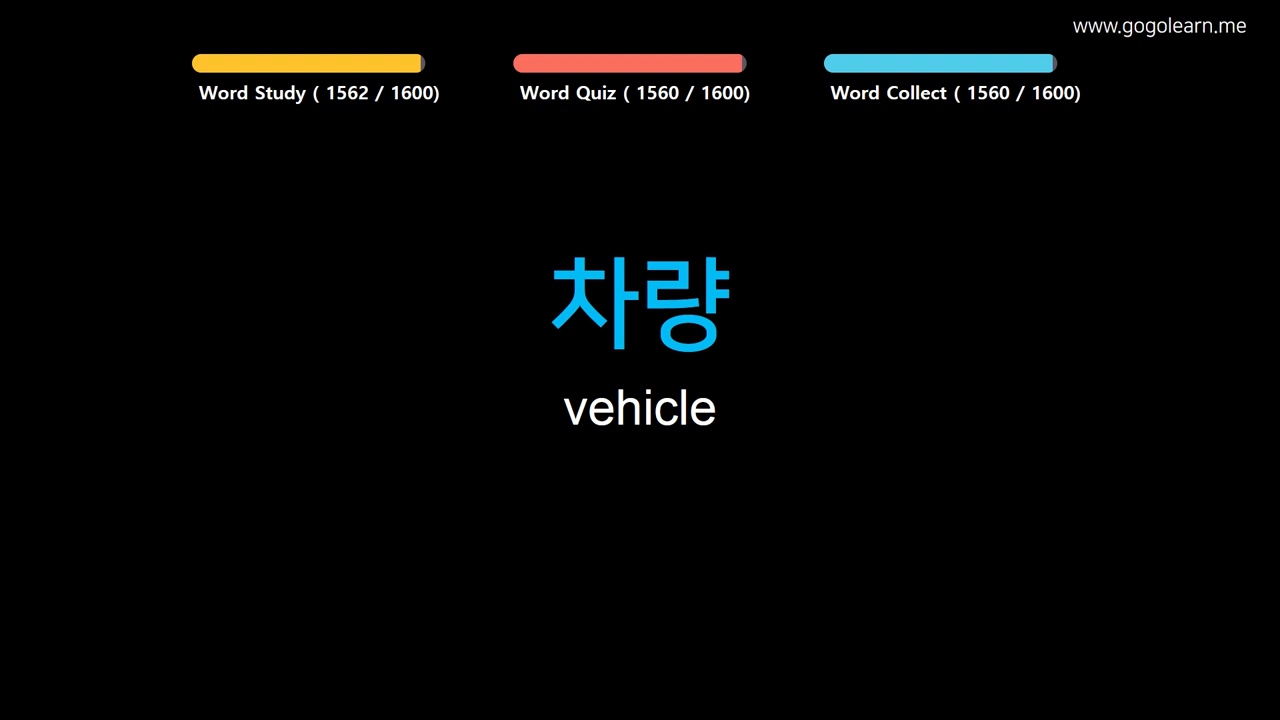 www.gogolearn.me
Word Study ( 1562 / 1600)
Word Quiz ( 1560 / 1600)
Word Collect ( 1560 / 1600)
차량
vehicle